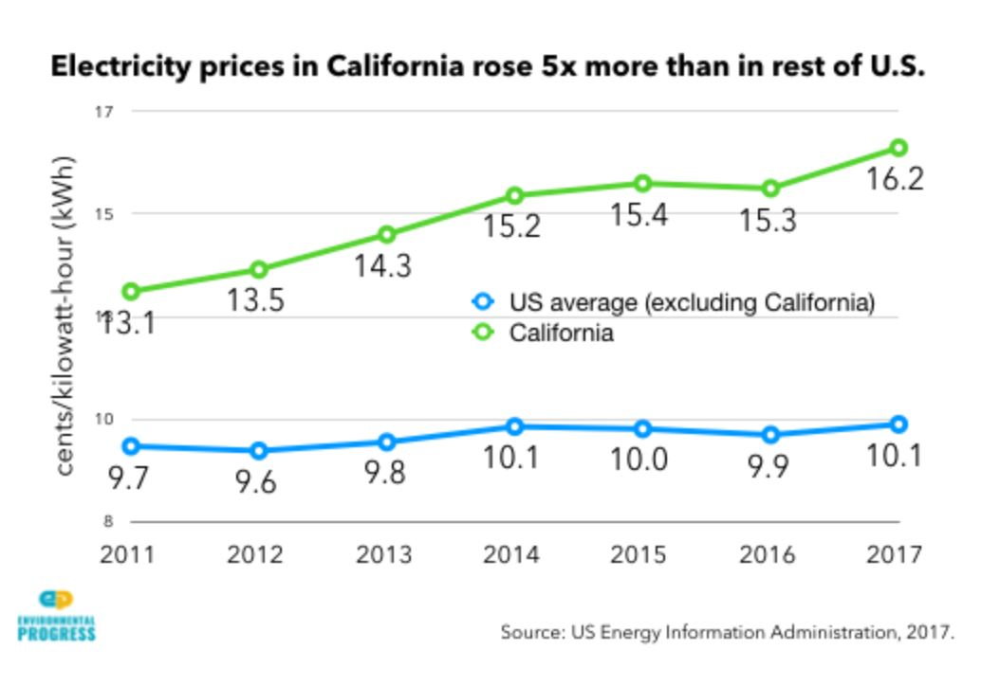 Electricity prices in California rose 5x more than in rest of U.S.
cents/kilowatt-hour (kWh)
17
15
13
10
8
16.2
15.2
15.4
15.3
14.3
13.5
13.1
US average (excluding California)
California
9.7
9.6
9.8
10.1
10.0
9.9
10.1
2011 2012 2013 2014 2015 2016 2017
ENVIRONMENTAL
PROGRESS
Source: US Energy Information Administration, 2017.